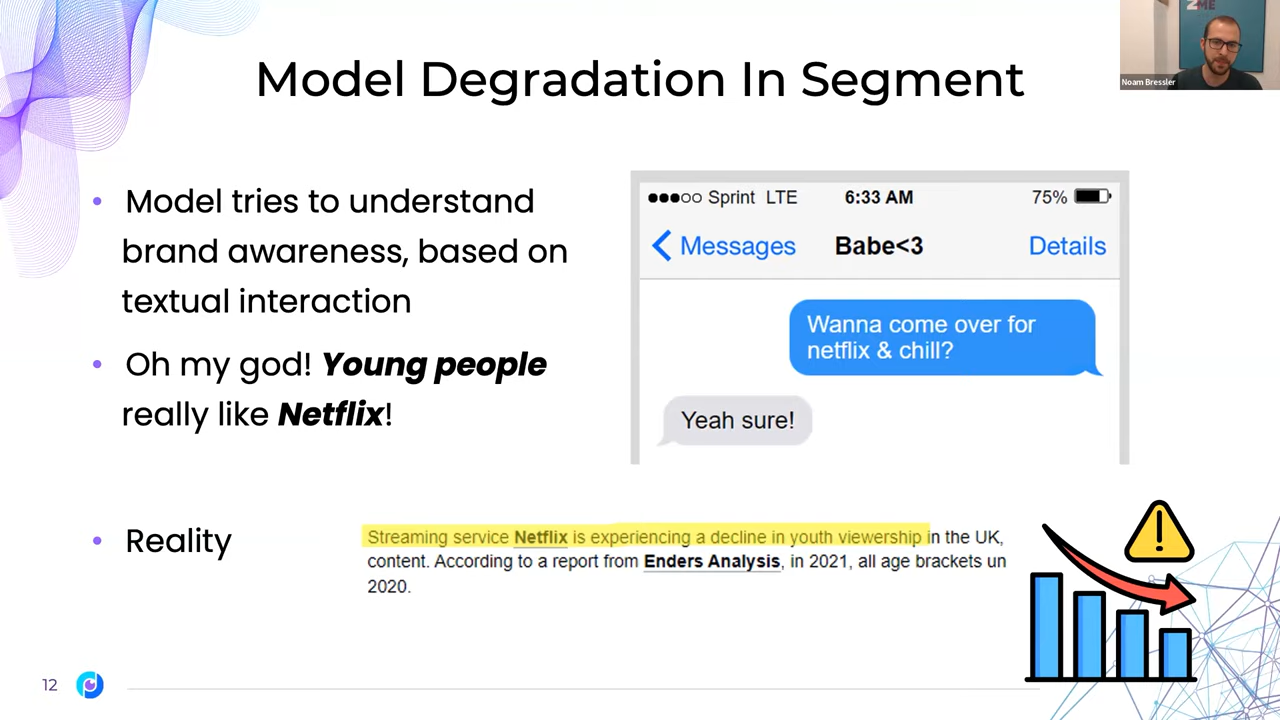 Model Degradation In Segment
Noam Bressler
• Model tries to understand
brand awareness, based on
textual interaction
• Oh my god! Young people
really like Netflix!
Sprint LTE 6:33 AM 75%
Messages Babe<3 Details
Wanna come over for
netflix & chill?
Yeah sure!
• Reality
Streaming service Netflix is experiencing a decline in youth viewership in the UK,
content. According to a report from Enders Analysis, in 2021, all age brackets un
2020.
12